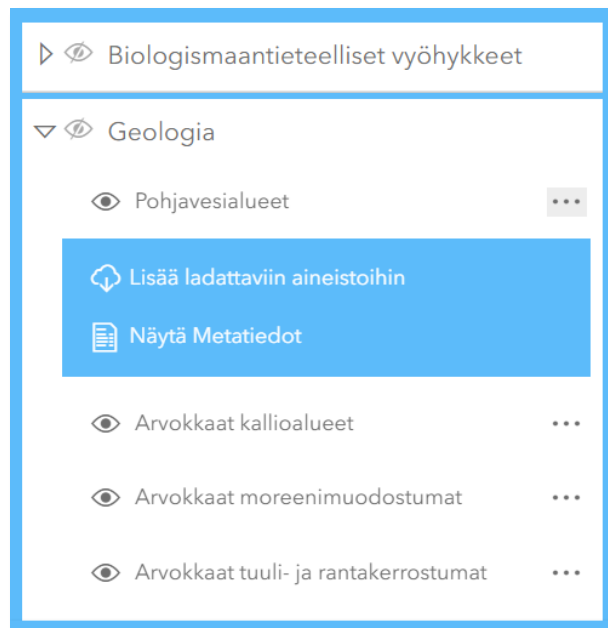 Biologismaantieteelliset vyöhykkeet
Geologia
Pohjavesialueet
Lisää ladattaviin aineistoihin
Näytä Metatiedot
Arvokkaat kallioalueet
Arvokkaat moreenimuodostumat
Arvokkaat tuuli- ja rantakerrostumat